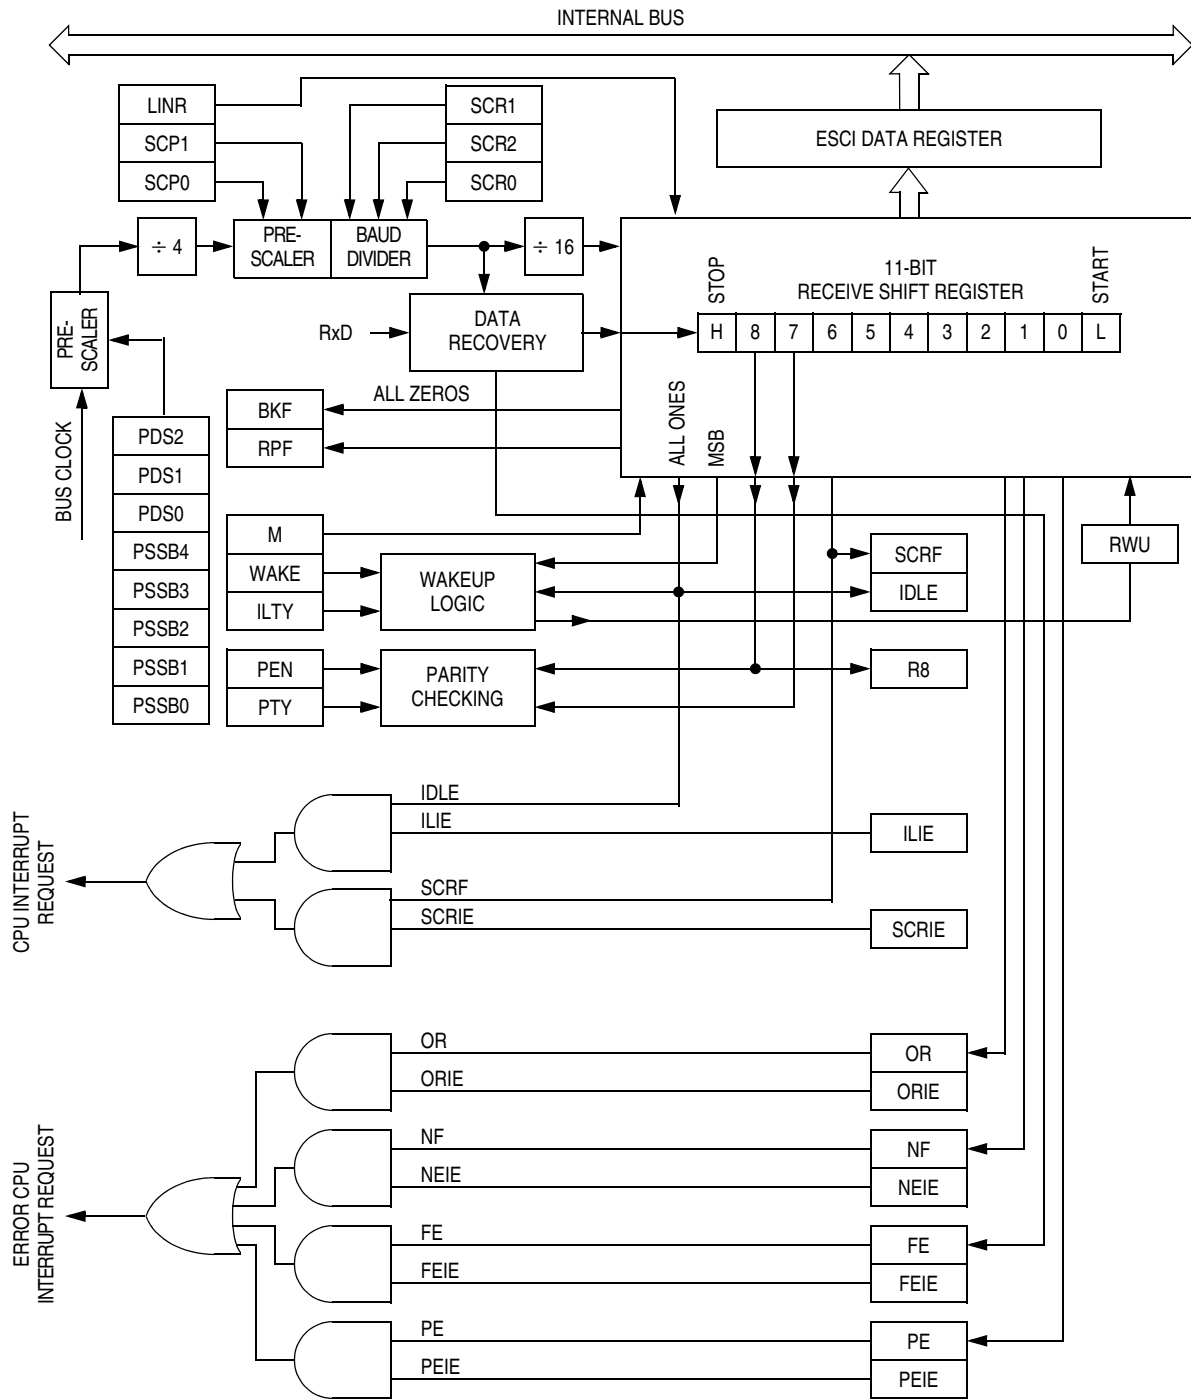 INTERNAL BUS
LINR
SCP1
SCP0
SCR1
SCR2
SCR0
ESCI DATA REGISTER
÷ 4
PRE-
SCALER
BAUD
DIVIDER
÷ 16
PRE-
SCALER
BUS CLOCK
RxD
DATA
RECOVERY
STOP
11-BIT
RECEIVE SHIFT REGISTER
START
H 8 7 6 5 4 3 2 1 0 L
ALL ZEROS
ALL ONES
MSB
BKF
RPF
PDS2
PDS1
PDS0
PSSB4
PSSB3
PSSB2
PSSB1
PSSB0
M
WAKE
ILTY
WAKEUP
LOGIC
SCRF
IDLE
RWU
PEN
PTY
PARITY
CHECKING
R8
CPU INTERRUPT
REQUEST
IDLE
ILIE
ILIE
SCRF
SCRIE
SCRIE
ERROR CPU
INTERRUPT REQUEST
OR
OR
ORIE
ORIE
NF
NF
NEIE
NEIE
FE
FE
FEIE
FEIE
PE
PE
PEIE
PEIE